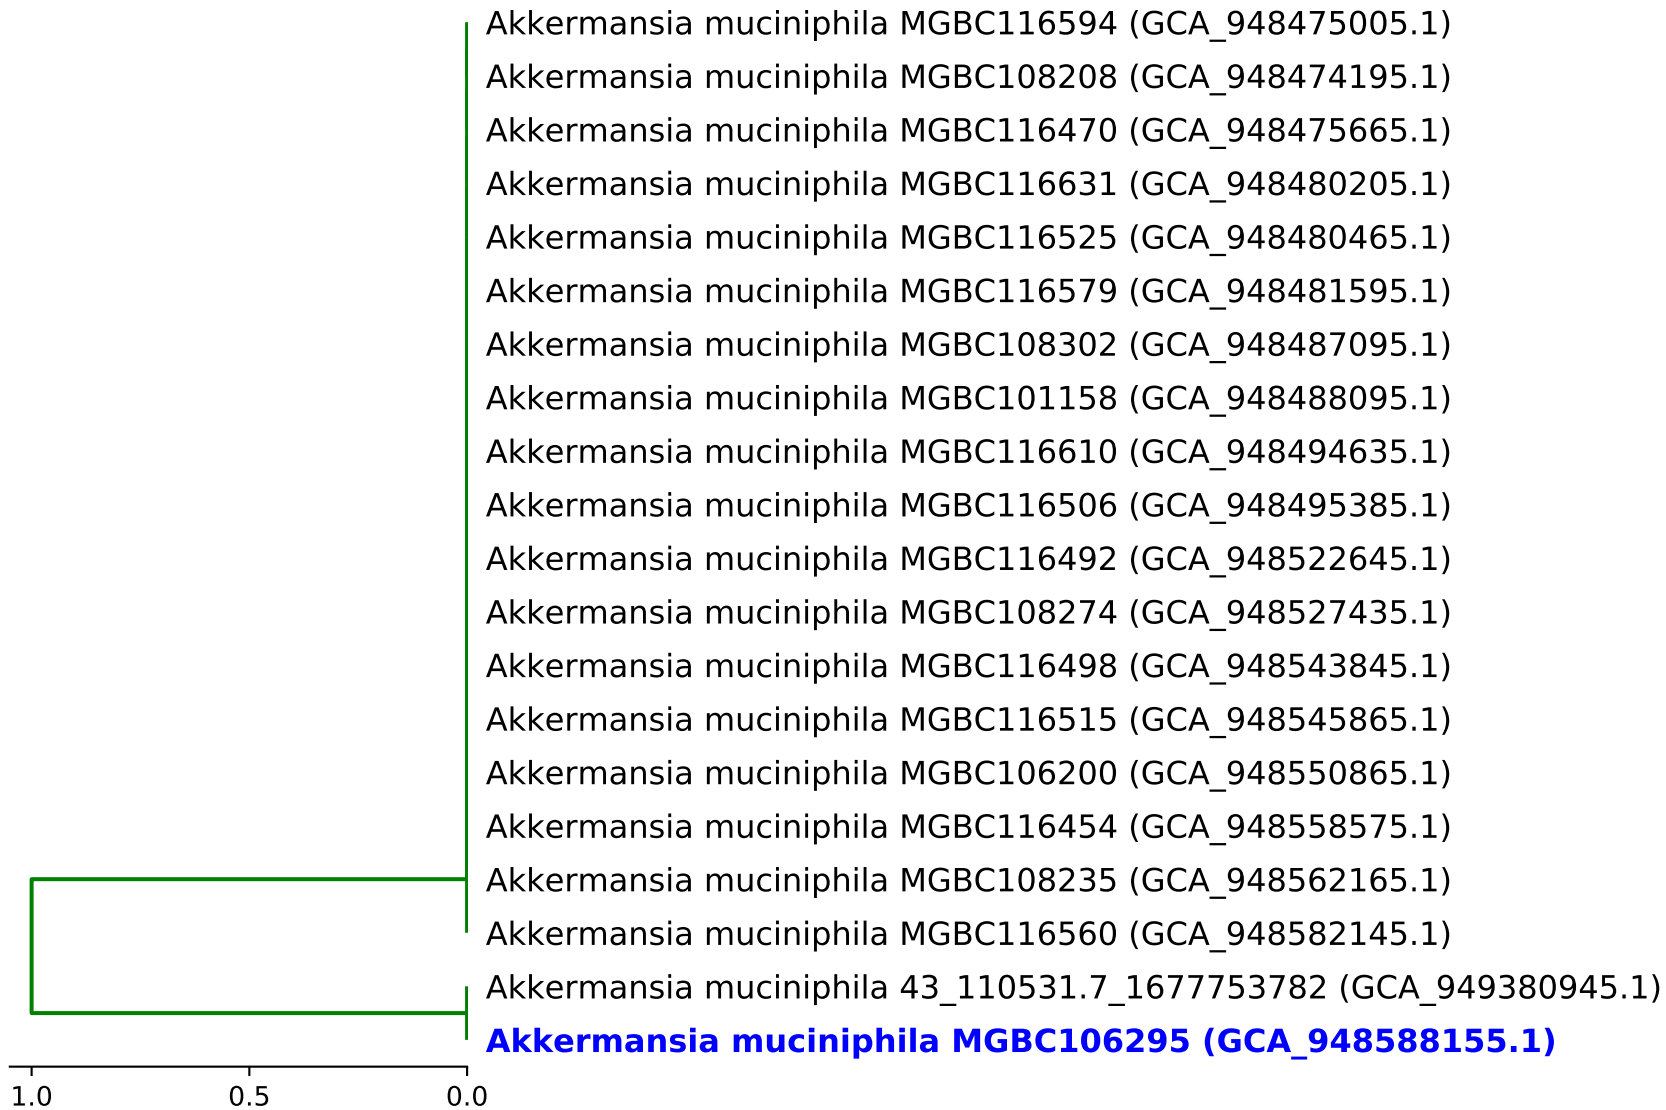 Akkermansia muciniphila MGBC116594 (GCA_948475005.1)
Akkermansia muciniphila MGBC108208 (GCA_948474195.1)
Akkermansia muciniphila MGBC116470 (GCA_948475665.1)
Akkermansia muciniphila MGBC116631 (GCA_948480205.1)
Akkermansia muciniphila MGBC116525 (GCA_948480465.1)
Akkermansia muciniphila MGBC116579 (GCA_948481595.1)
Akkermansia muciniphila MGBC108302 (GCA_948487095.1)
Akkermansia muciniphila MGBC101158 (GCA_948488095.1)
Akkermansia muciniphila MGBC116610 (GCA_948494635.1)
Akkermansia muciniphila MGBC116506 (GCA_948495385.1)
Akkermansia muciniphila MGBC116492 (GCA_948522645.1)
Akkermansia muciniphila MGBC108274 (GCA_948527435.1)
Akkermansia muciniphila MGBC116498 (GCA_948543845.1)
Akkermansia muciniphila MGBC116515 (GCA_948545865.1)
Akkermansia muciniphila MGBC106200 (GCA_948550865.1)
Akkermansia muciniphila MGBC116454 (GCA_948558575.1)
Akkermansia muciniphila MGBC108235 (GCA_948562165.1)
Akkermansia muciniphila MGBC116560 (GCA_948582145.1)
Akkermansia muciniphila 43_110531.7_1677753782 (GCA_949380945.1)
Akkermansia muciniphila MGBC106295 (GCA_948588155.1)
1.0 0.5 0.0